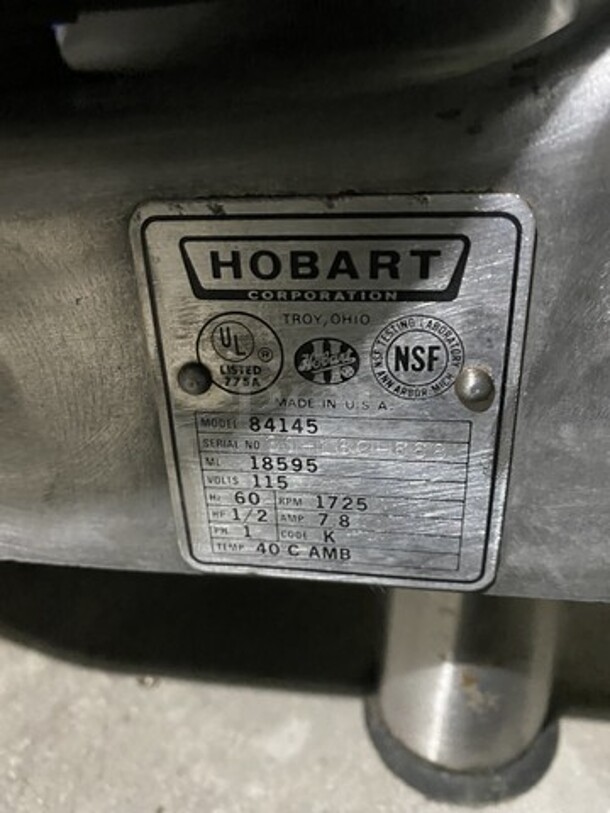 HOBART
CORPORATION
TROY, OHIO
UL ®
LISTED
775A
Hobart
NSF TESTING LABORATORY
NSF
ANN ARBOR, MICH.
MADE IN U.S.A.
MODEL 84145
SERIAL NO
ML 18595
VOLTS 115
Hz 60 RPM 1725
HP 1/2 AMP 7.8
PH 1 CODE K
TEMP 40 C AMB